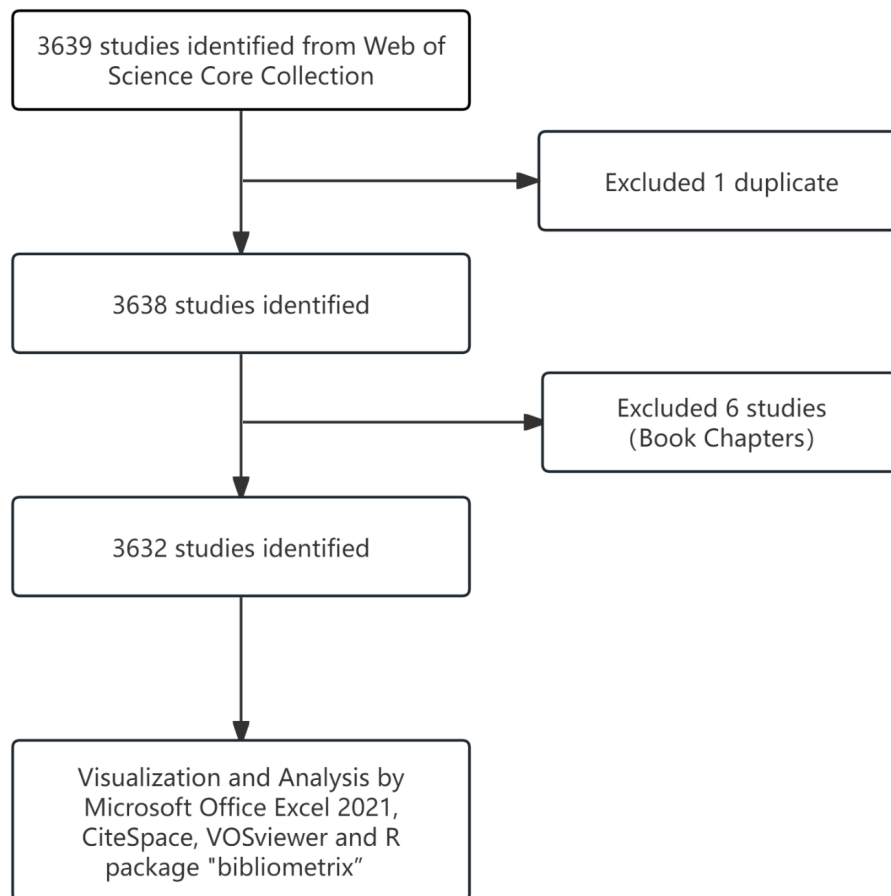 3639 studies identified from Web of
Science Core Collection
Excluded 1 duplicate
3638 studies identified
Excluded 6 studies
（Book Chapters）
3632 studies identified
Visualization and Analysis by
Microsoft Office Excel 2021,
CiteSpace, VOSviewer and R
package "bibliometrix”